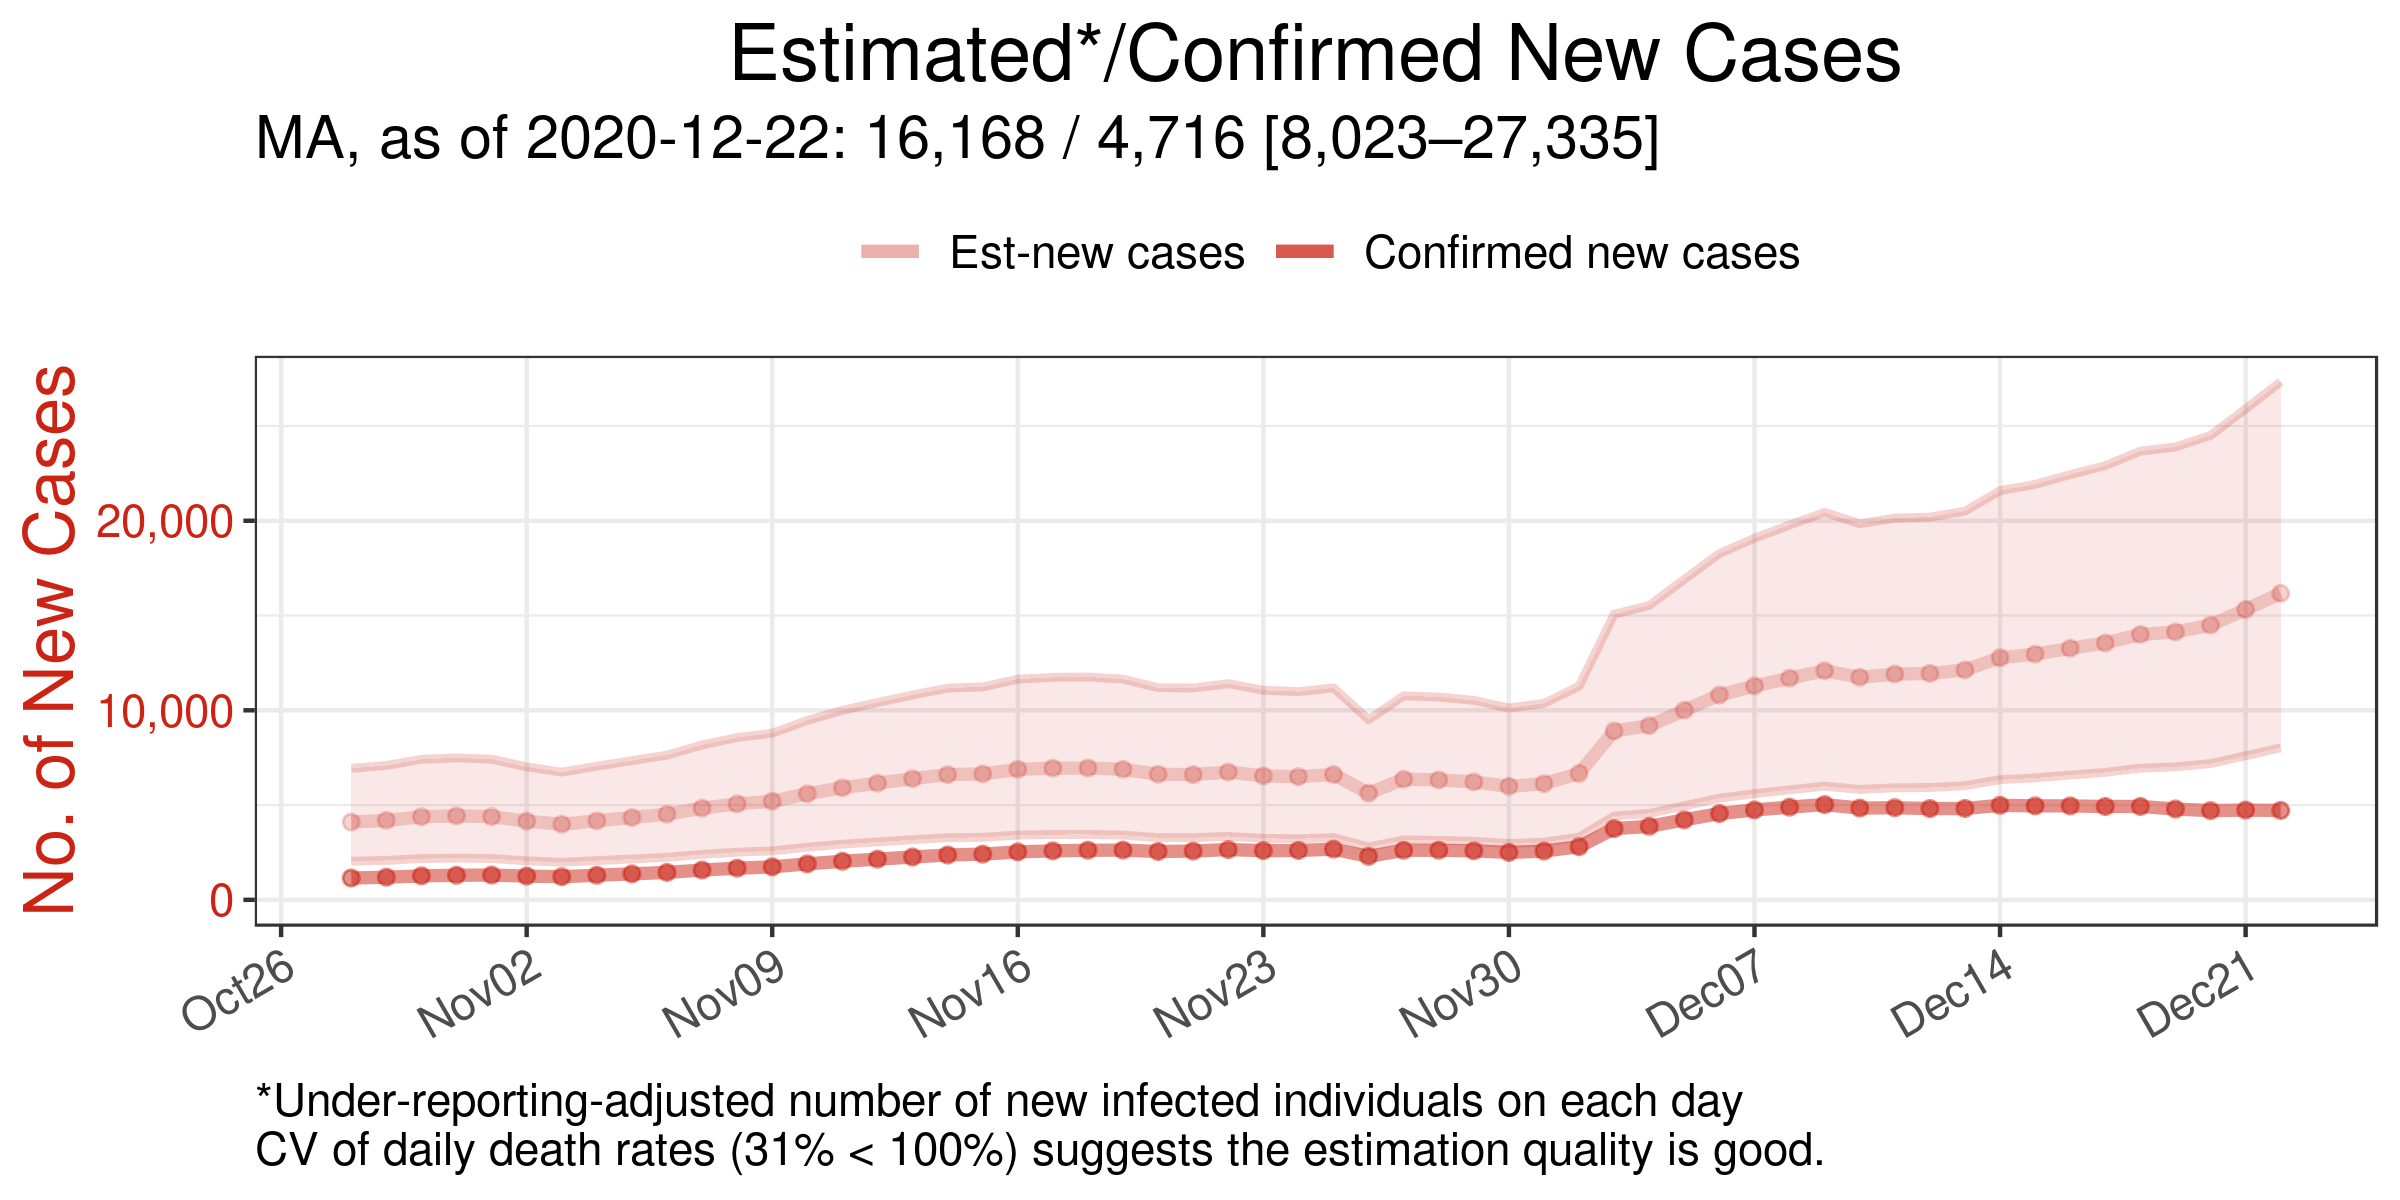 Estimated*/Confirmed New Cases
MA, as of 2020-12-22: 16,168 / 4,716 [8,023–27,335]
Est-new cases
Confirmed new cases
No. of New Cases
20,000
10,000
0
Oct26
Nov02
Nov09
Nov16
Nov23
Nov30
Dec07
Dec14
Dec21
*Under-reporting-adjusted number of new infected individuals on each day
CV of daily death rates (31% < 100%) suggests the estimation quality is good.